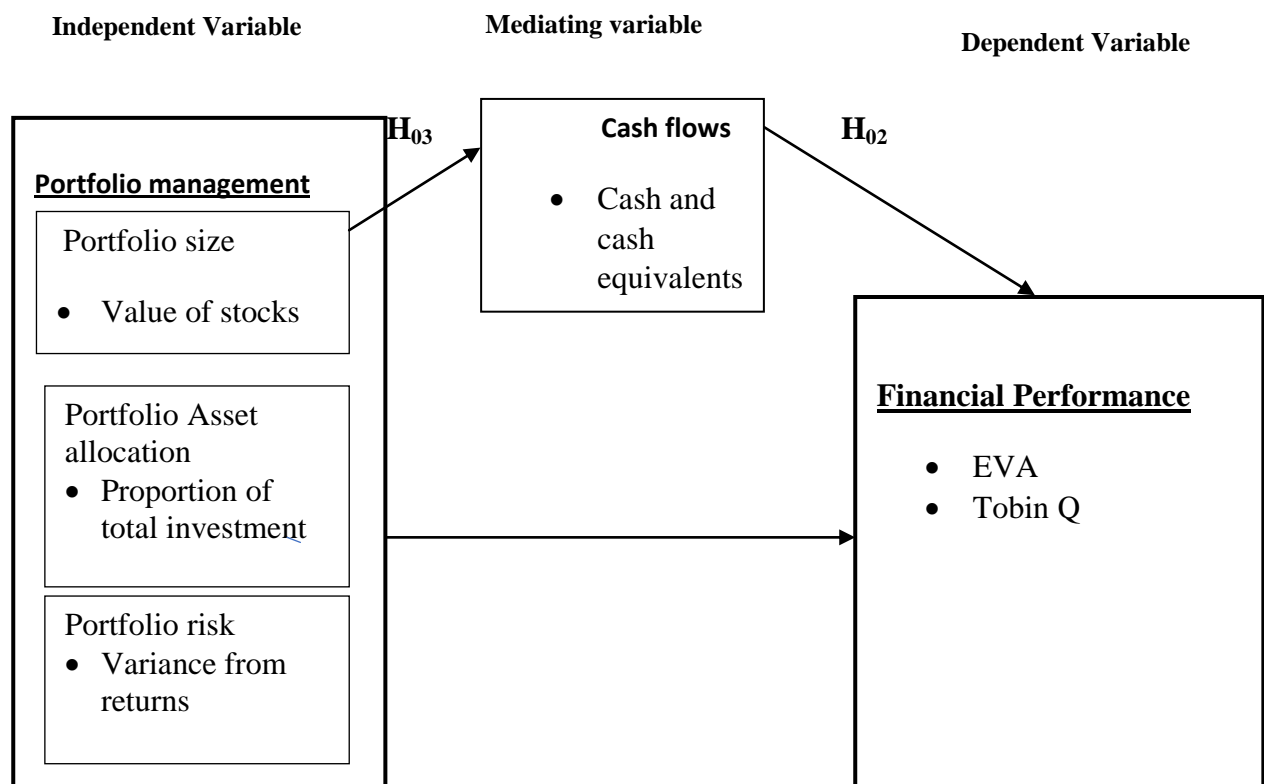 Independent Variable
Mediating variable
Dependent Variable
H03
Cash flows
• Cash and
cash
equivalents
H02
Portfolio management
Portfolio size
• Value of stocks
Portfolio Asset
allocation
• Proportion of
total investment
Portfolio risk
• Variance from
returns
Financial Performance
• EVA
• Tobin Q